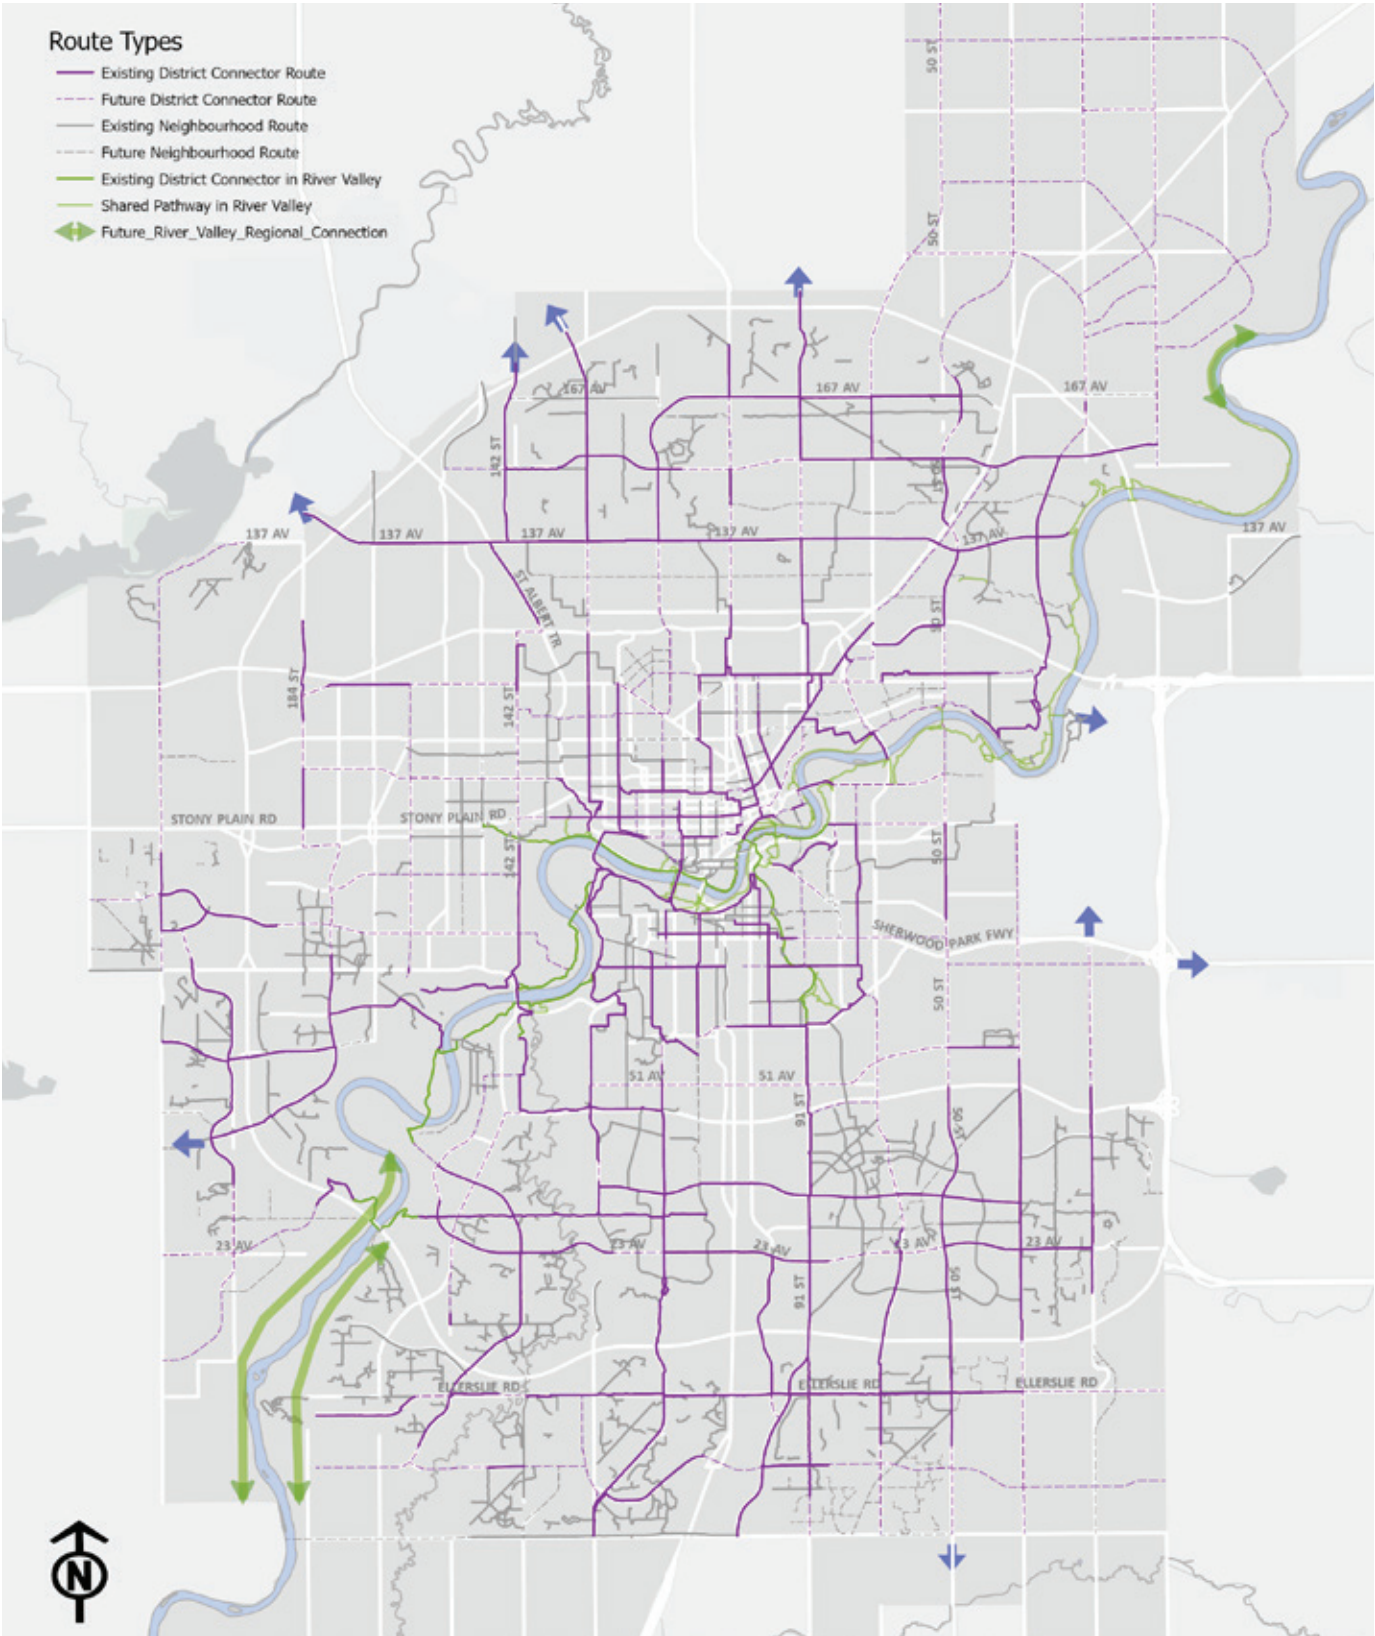 Route Types
Existing District Connector Route
Future District Connector Route
Existing Neighbourhood Route
Future Neighbourhood Route
Existing District Connector in River Valley
Shared Pathway in River Valley
Future_River_Valley_Regional_Connection
50 ST
50 ST
167 AV
167 AV
167 AV
142 ST
50 ST
137 AV
137 AV
137 AV
137 AV
137 AV
137 AV
ST ALBERT TR
50 ST
184 ST
142 ST
STONY PLAIN RD
STONY PLAIN RD
142 ST
50 ST
SHERWOOD PARK FWY
50 ST
51 AV
51 AV
91 ST
50 ST
23 AV
23 AV
23 AV
23 AV
23 AV
91 ST
50 ST
ELLERSLIE RD
ELLERSLIE RD
ELLERSLIE RD
N